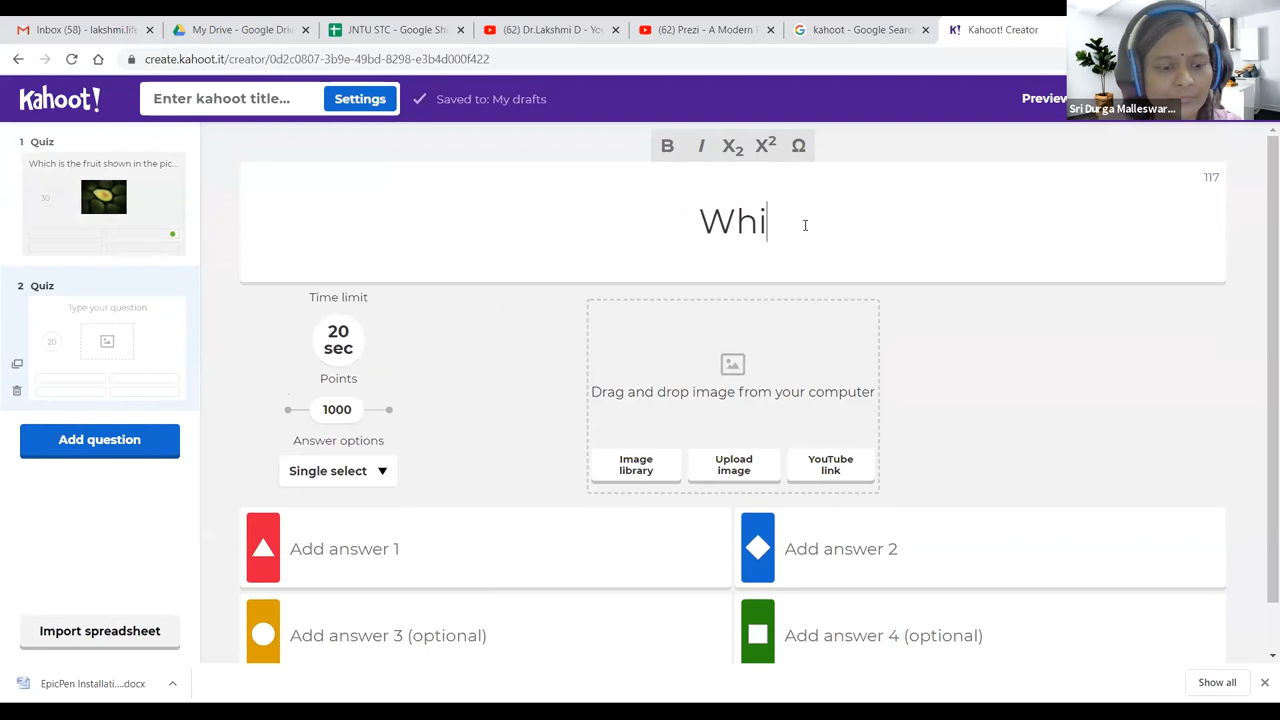 Inbox (58) - lakshmi.life
My Drive - Google Driv
JNTU STC - Google Sh
(62) Dr.Lakshmi D - You
(62) Prezi - A Modern
kahoot - Google Searc
K! Kahoot! Creator
create.kahoot.it/creator/0d2c0807-3b9e-49bd-8298-e3b4d000f422
Sri Durga Malleswar...
Kahoot!
Enter kahoot title...
Settings
Saved to: My drafts
Preview
1 Quiz
Which is the fruit shown in the pic...
30
B I X2 X2 Ω
117
Whi
2 Quiz
Type your question
20
Time limit
20
sec
Points
1000
Answer options
Single select
Drag and drop image from your computer
Image
library
Upload
image
YouTube
link
Add question
Add answer 1
Add answer 2
Add answer 3 (optional)
Add answer 4 (optional)
Import spreadsheet
EpicPen Installati....docx
Show all